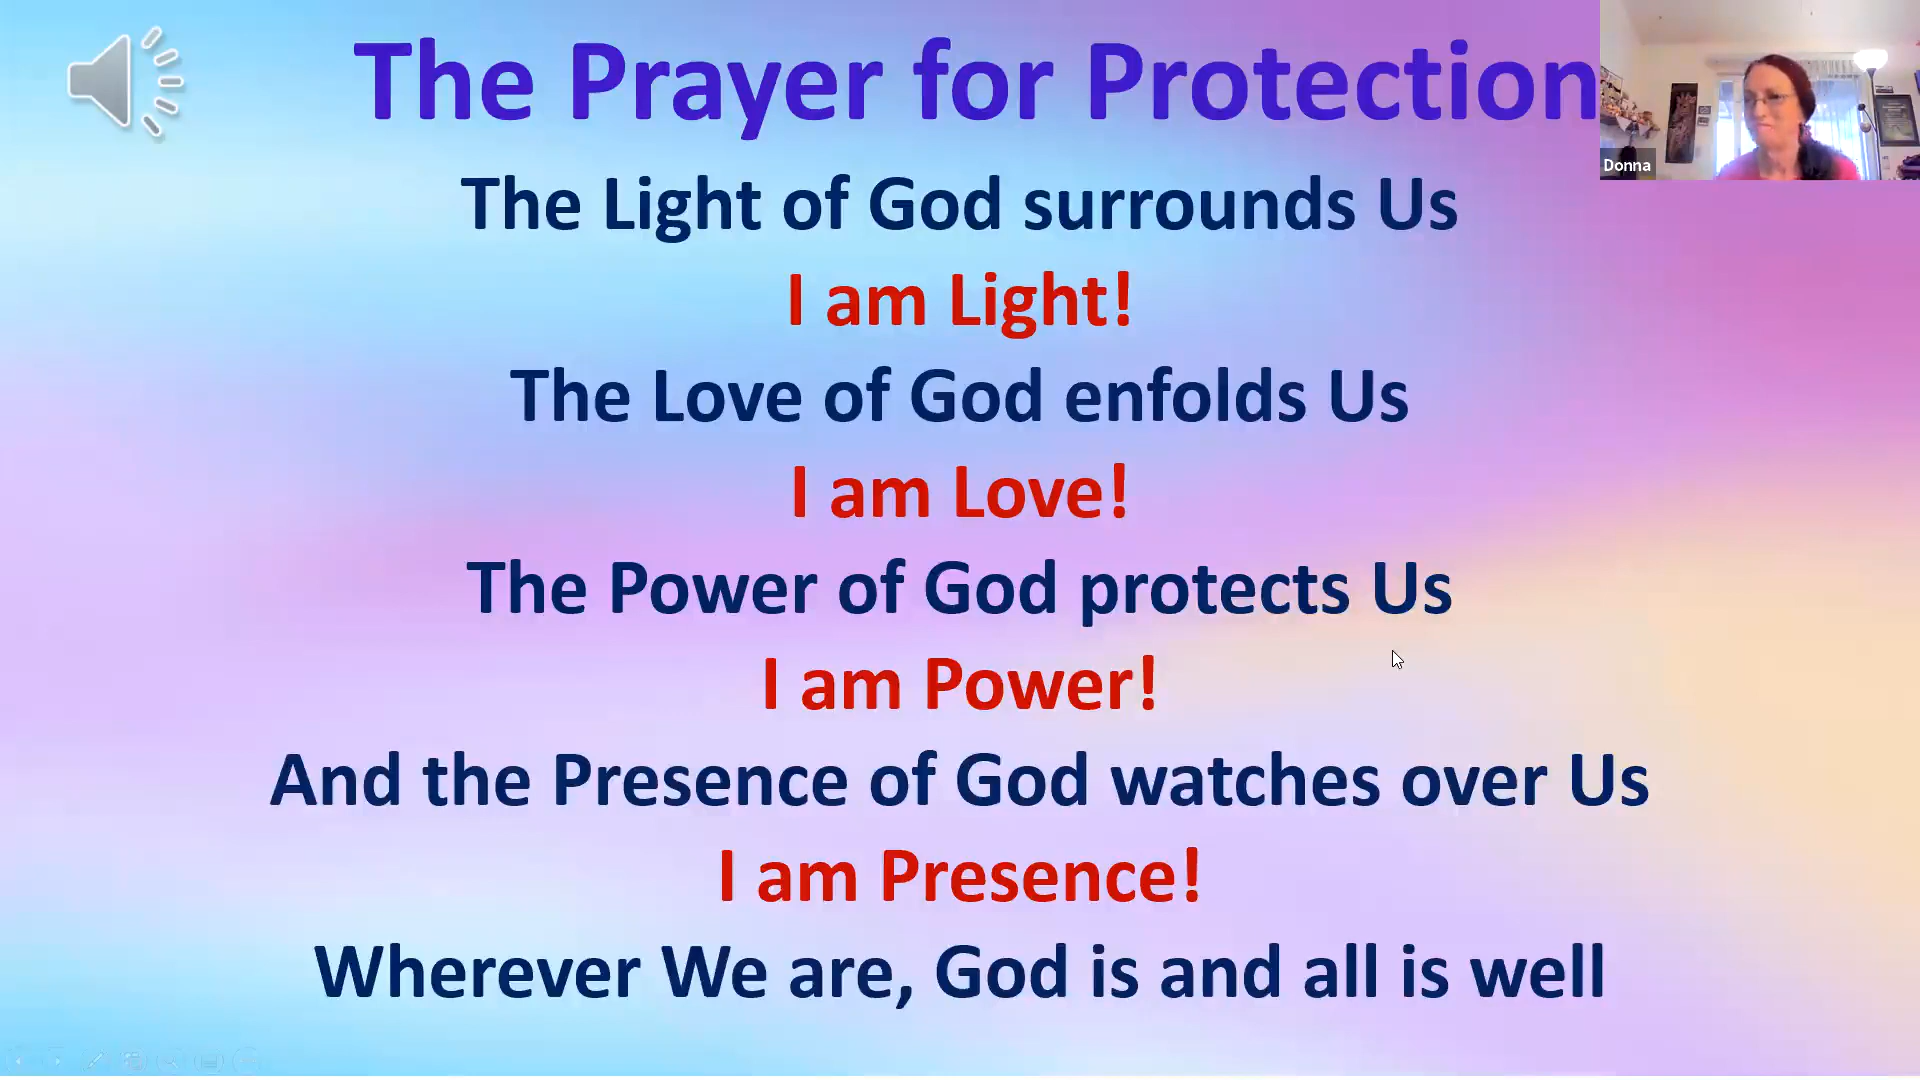 The Prayer for Protection
Donna
The Light of God surrounds Us
I am Light!
The Love of God enfolds Us
I am Love!
The Power of God protects Us
I am Power!
And the Presence of God watches over Us
I am Presence!
Wherever We are, God is and all is well